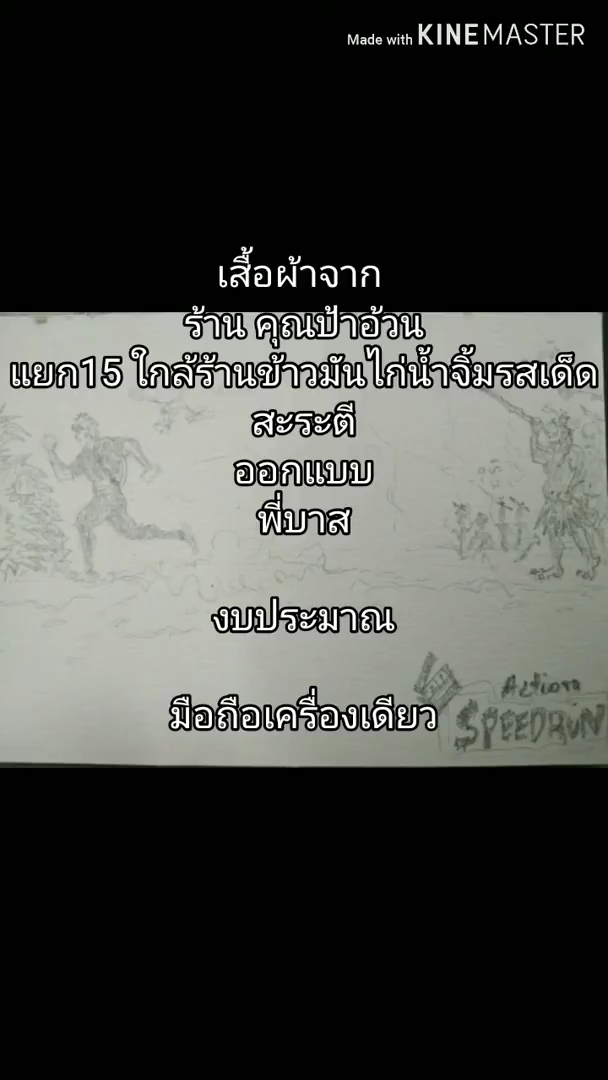 Made with KINEMASTER
เสื้อผ้าจาก
ร้าน คุณป้าอ้วน
แยก15 ใกล้ร้านข้าวมันไก่น้ำจิ้มรสเด็ด
สะระตี
ออกแบบ
พี่บาส
งบประมาณ
มือถือเครื่องเดียว
Action
SPEEDRUN